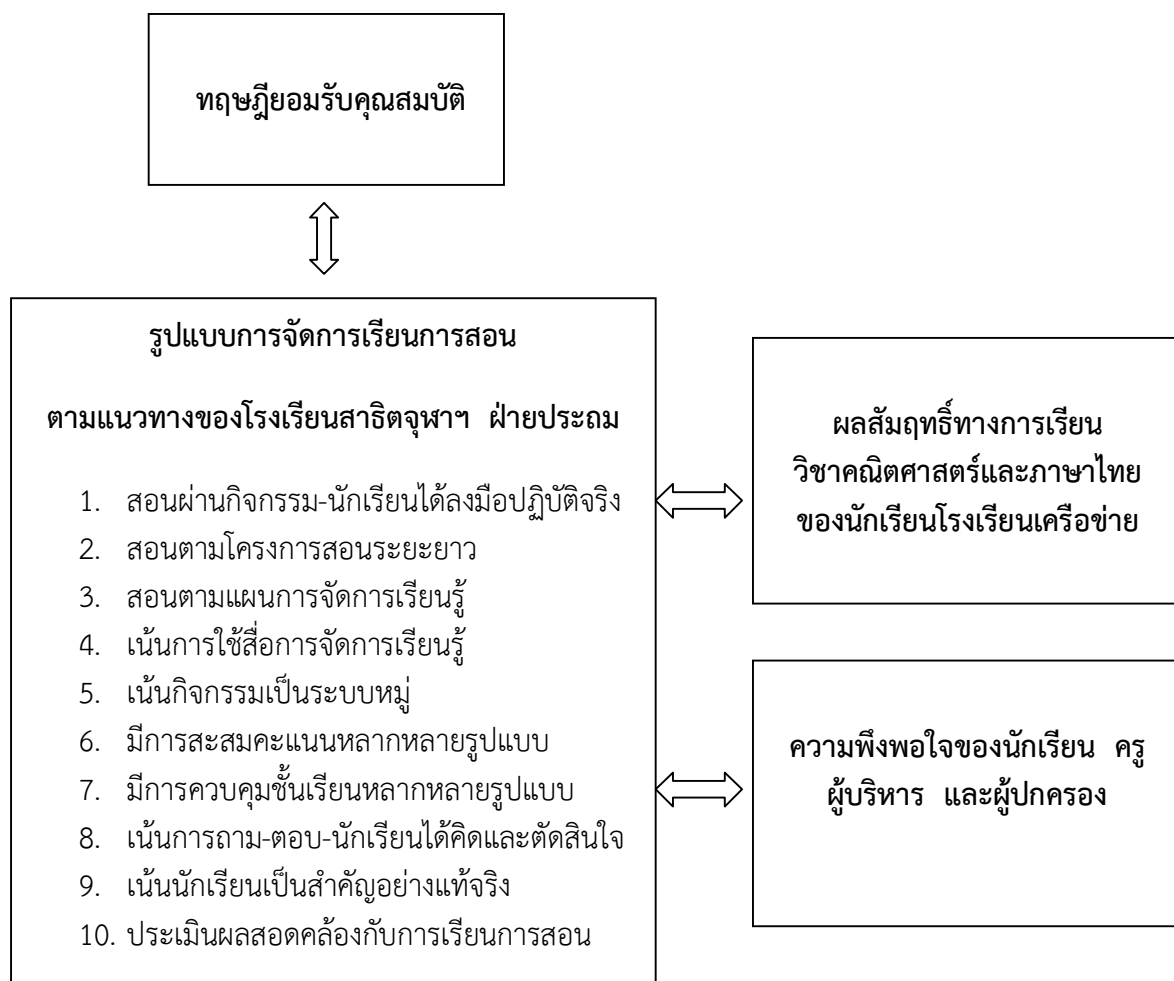 ทฤษฎียอมรับคุณสมบัติ
รูปแบบการจัดการเรียนการสอน
ตามแนวทางของโรงเรียนสาธิตจุฬาฯ ฝ่ายประถม
1. สอนผ่านกิจกรรม-นักเรียนได้ลงมือปฏิบัติจริง
2. สอนตามโครงการสอนระยะยาว
3. สอนตามแผนการจัดการเรียนรู้
4. เน้นการใช้สื่อการจัดการเรียนรู้
5. เน้นกิจกรรมเป็นระบบหมู่
6. มีการสะสมคะแนนหลากหลายรูปแบบ
7. มีการควบคุมชั้นเรียนหลากหลายรูปแบบ
8. เน้นการถาม-ตอบ-นักเรียนได้คิดและตัดสินใจ
9. เน้นนักเรียนเป็นสำคัญอย่างแท้จริง
10. ประเมินผลสอดคล้องกับการเรียนการสอน
ผลสัมฤทธิ์ทางการเรียน
วิชาคณิตศาสตร์และภาษาไทย
ของนักเรียนโรงเรียนเครือข่าย
ความพึงพอใจของนักเรียน ครู
ผู้บริหาร และผู้ปกครอง